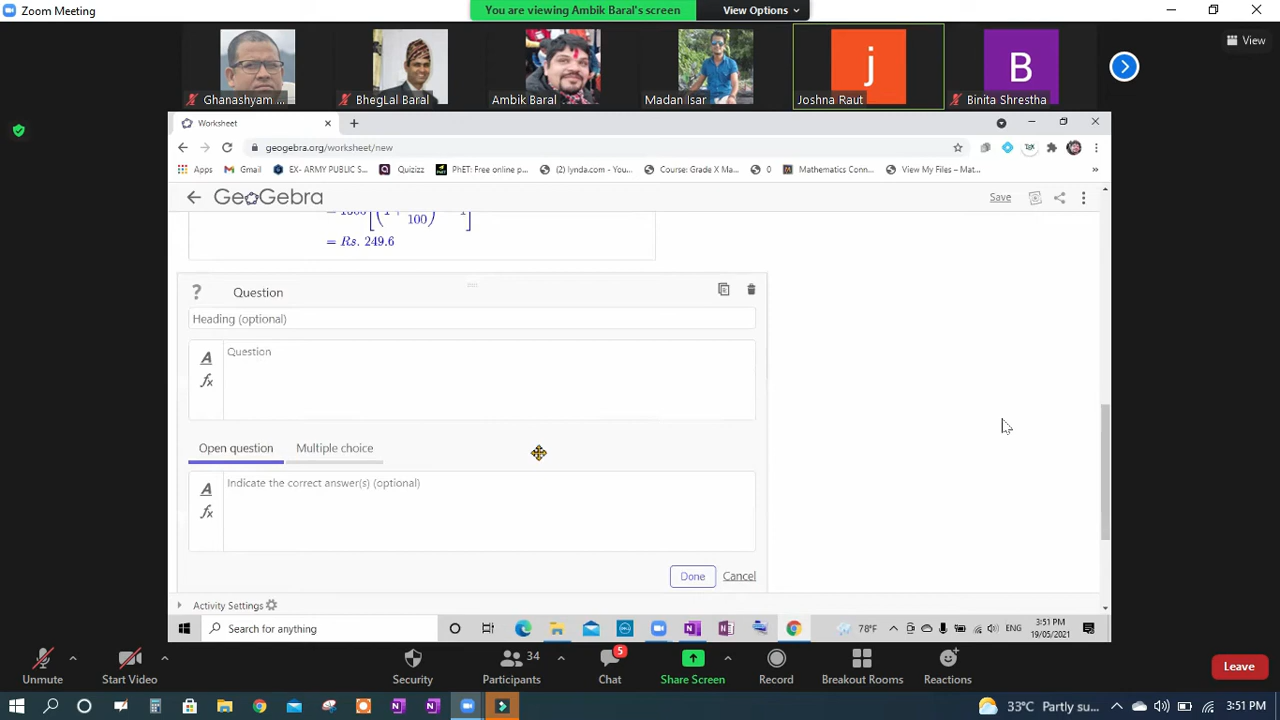 Zoom Meeting
You are viewing Ambik Baral's screen
View Options
View
Ghanashyam ...
BhegLal Baral
Ambik Baral
Madan Isar
j
Joshna Raut
B
Binita Shrestha
Worksheet
geogebra.org/worksheet/new
Apps
Gmail
EX- ARMY PUBLIC S...
Quizizz
PhET: Free online p...
(2) lynda.com - You...
Course: Grade X Ma...
0
Mathematics Conn...
View My Files – Mat...
»
GeoGebra
Save
100
= Rs. 249.6
? Question
Heading (optional)
A
Question
fx
Open question
Multiple choice
A
Indicate the correct answer(s) (optional)
fx
Done
Cancel
Activity Settings
Search for anything
78°F
ENG
3:51 PM
19/05/2021
Unmute
Start Video
Security
34
Participants
5
Chat
Share Screen
Record
Breakout Rooms
Reactions
Leave
33°C Partly su...
3:51 PM